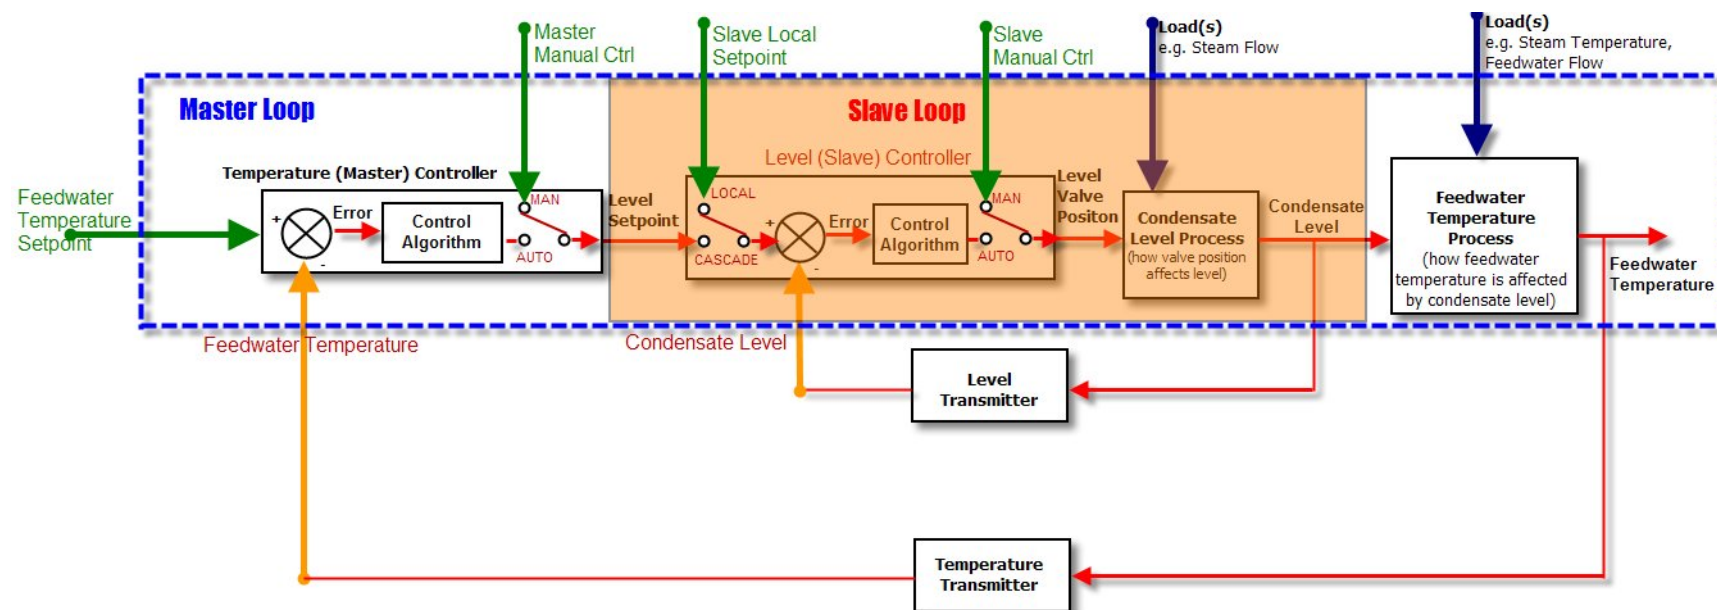 Master
Manual Ctrl
Slave Local
Setpoint
Slave
Manual Ctrl
Load(s)
e.g. Steam Flow
Load(s)
e.g. Steam Temperature,
Feedwater Flow
Master Loop
Slave Loop
Temperature (Master) Controller
Level (Slave) Controller
Feedwater
Temperature
Setpoint
+
-
Error
Control
Algorithm
MAN
AUTO
Level
Setpoint
LOCAL
CASCADE
+
-
Error
Control
Algorithm
MAN
AUTO
Level
Valve
Positon
Condensate
Level Process
(how valve position
affects level)
Condensate
Level
Feedwater
Temperature
Process
(how feedwater
temperature is affected
by condensate level)
Feedwater
Temperature
Feedwater Temperature
Condensate Level
Level
Transmitter
Temperature
Transmitter